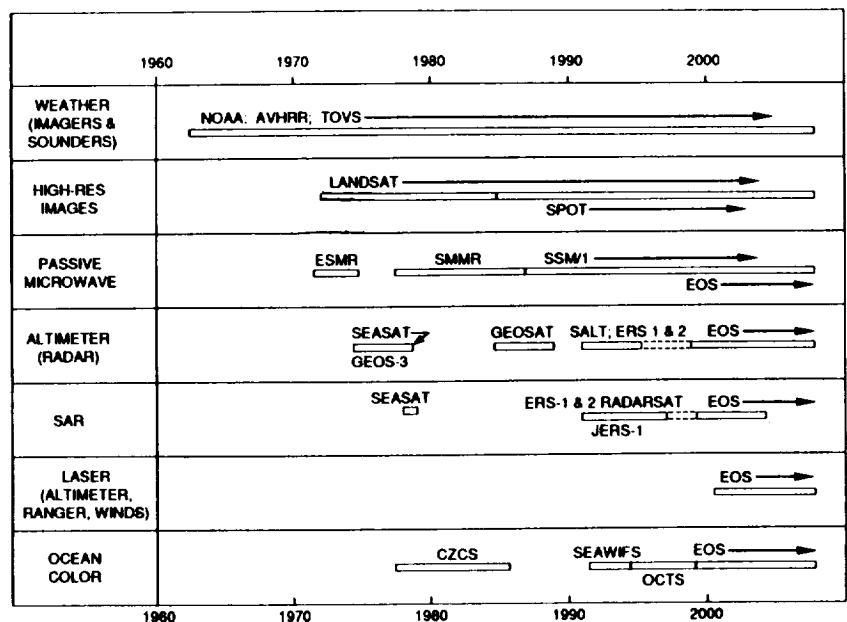 1960 1970 1980 1990 2000
WEATHER
(IMAGERS &
SOUNDERS)
NOAA; AVHRR; TOVS
HIGH-RES
IMAGES
LANDSAT
SPOT
PASSIVE
MICROWAVE
ESMR SMMR SSM/1
EOS
ALTIMETER
(RADAR)
SEASAT GEOSAT SALT; ERS 1 & 2 EOS
GEOS-3
SAR
SEASAT
ERS-1 & 2 RADARSAT EOS
JERS-1
LASER
(ALTIMETER,
RANGER, WINDS)
EOS
OCEAN
COLOR
CZCS SEAWIFS EOS
OCTS
1960 1970 1980 1990 2000